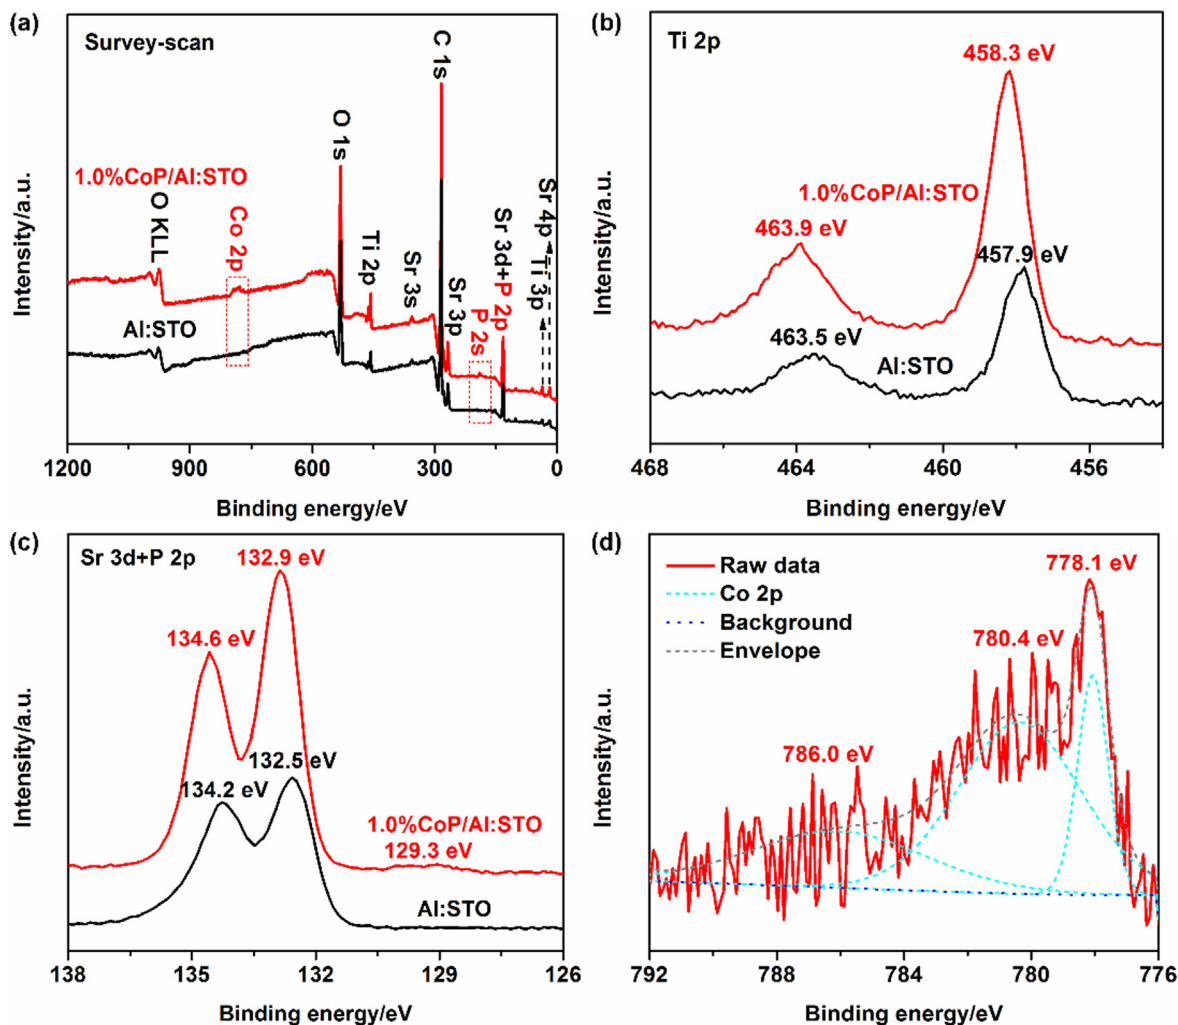 (a)
Survey-scan
C 1s
O 1s
1.0%CoP/Al:STO
O KLL
Co 2p
Ti 2p
Sr 3s
Sr 3p
P 2s
Sr 3d+P 2p
Ti 3p
Sr 4p
Al:STO
Intensity/a.u.
1200 900 600 300 0
Binding energy/eV
(b)
Ti 2p
458.3 eV
1.0%CoP/Al:STO
463.9 eV
457.9 eV
463.5 eV
Al:STO
Intensity/a.u.
468 464 460 456
Binding energy/eV
(c)
Sr 3d+P 2p
132.9 eV
134.6 eV
132.5 eV
134.2 eV
1.0%CoP/Al:STO
129.3 eV
Al:STO
Intensity/a.u.
138 135 132 129 126
Binding energy/eV
(d)
Raw data
Co 2p
Background
Envelope
778.1 eV
780.4 eV
786.0 eV
Intensity/a.u.
792 788 784 780 776
Binding energy/eV